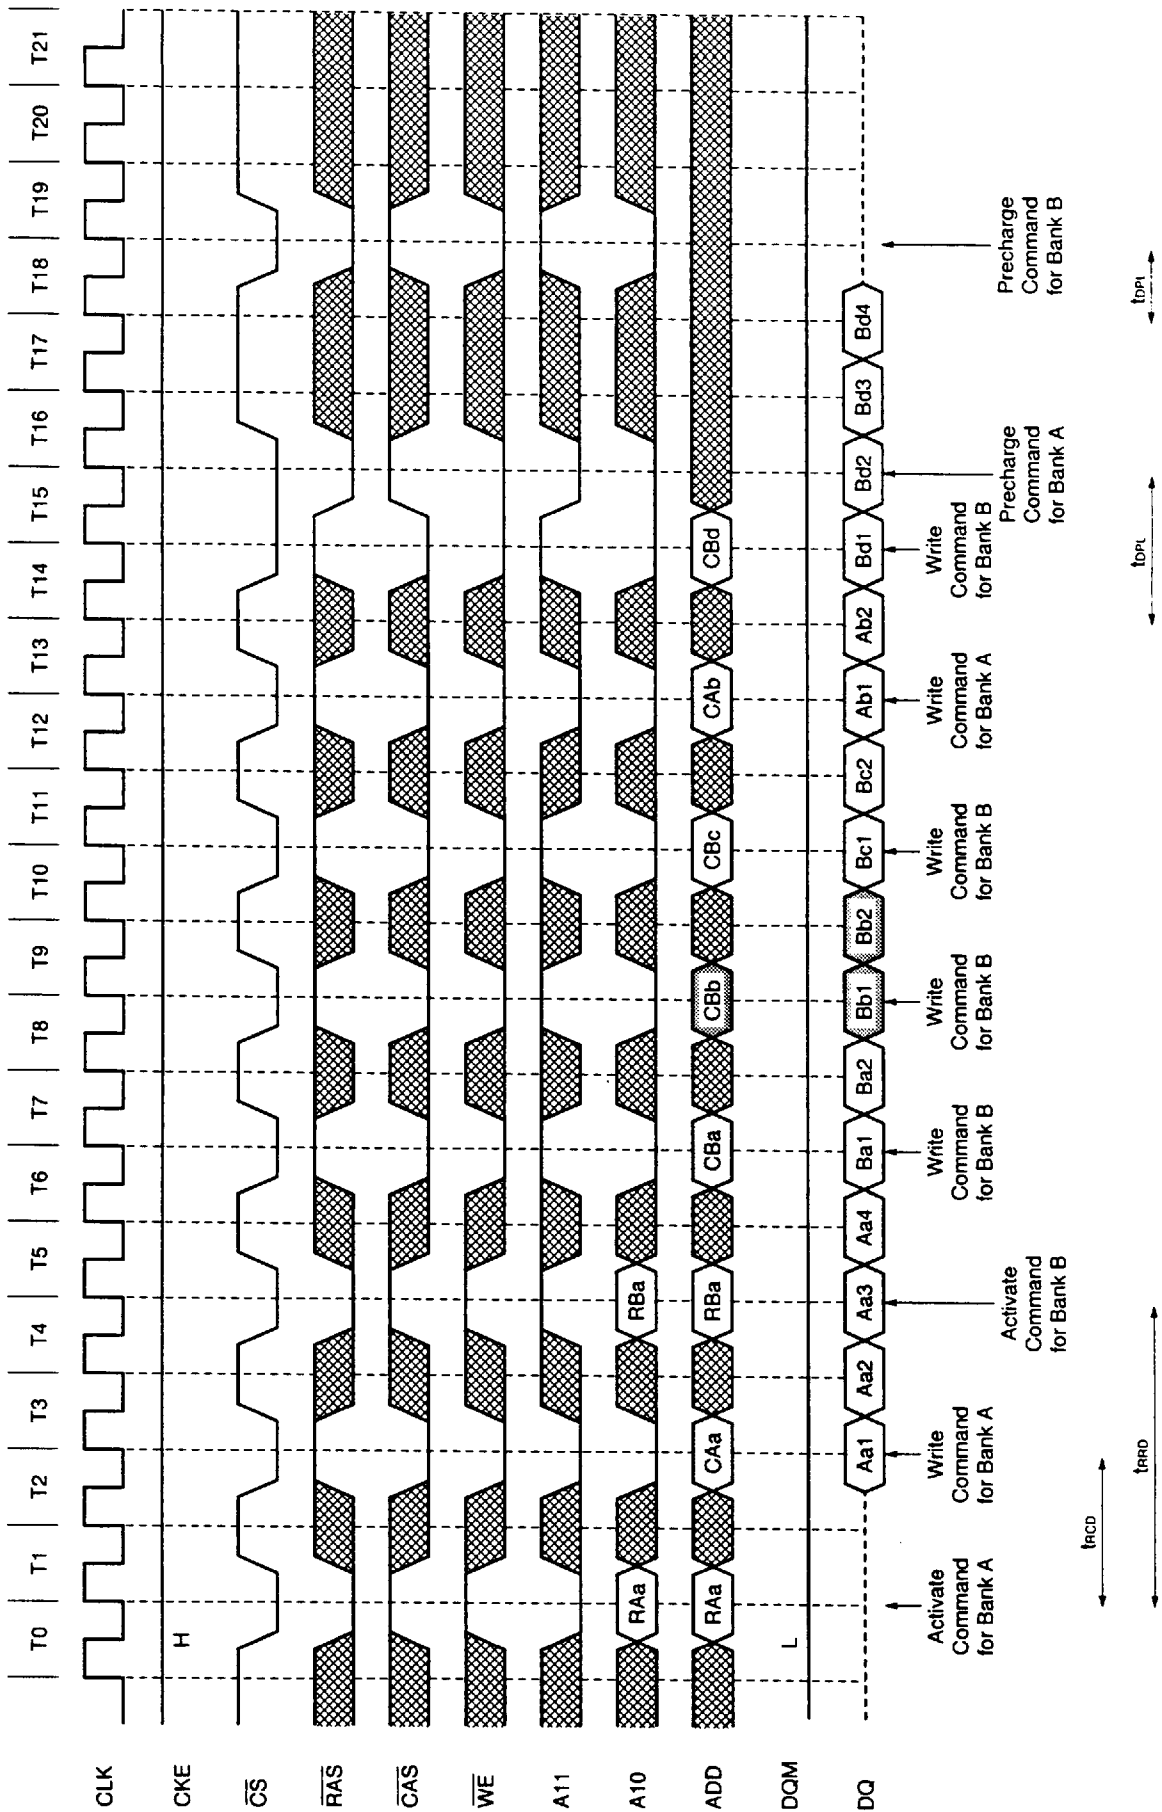 T0 T1 T2 T3 T4 T5 T6 T7 T8 T9 T10 T11 T12 T13 T14 T15 T16 T17 T18 T19 T20 T21
CLK
CKE H
CS
RAS
CAS
WE
A11
A10 RAa RBa
ADD RAa CAa RBa CBa CBb CBc CAb CBd
DQM L
DQ Aa1 Aa2 Aa3 Aa4 Ba1 Ba2 Bb1 Bb2 Bc1 Bc2 Ab1 Ab2 Bd1 Bd2 Bd3 Bd4
Activate
Command
for Bank A
Write
Command
for Bank A
Activate
Command
for Bank B
Write
Command
for Bank B
Write
Command
for Bank B
Write
Command
for Bank B
Write
Command
for Bank A
Write
Command
for Bank B
Precharge
Command
for Bank A
Precharge
Command
for Bank B
tRCD
tRRD
tDPL
tDPL